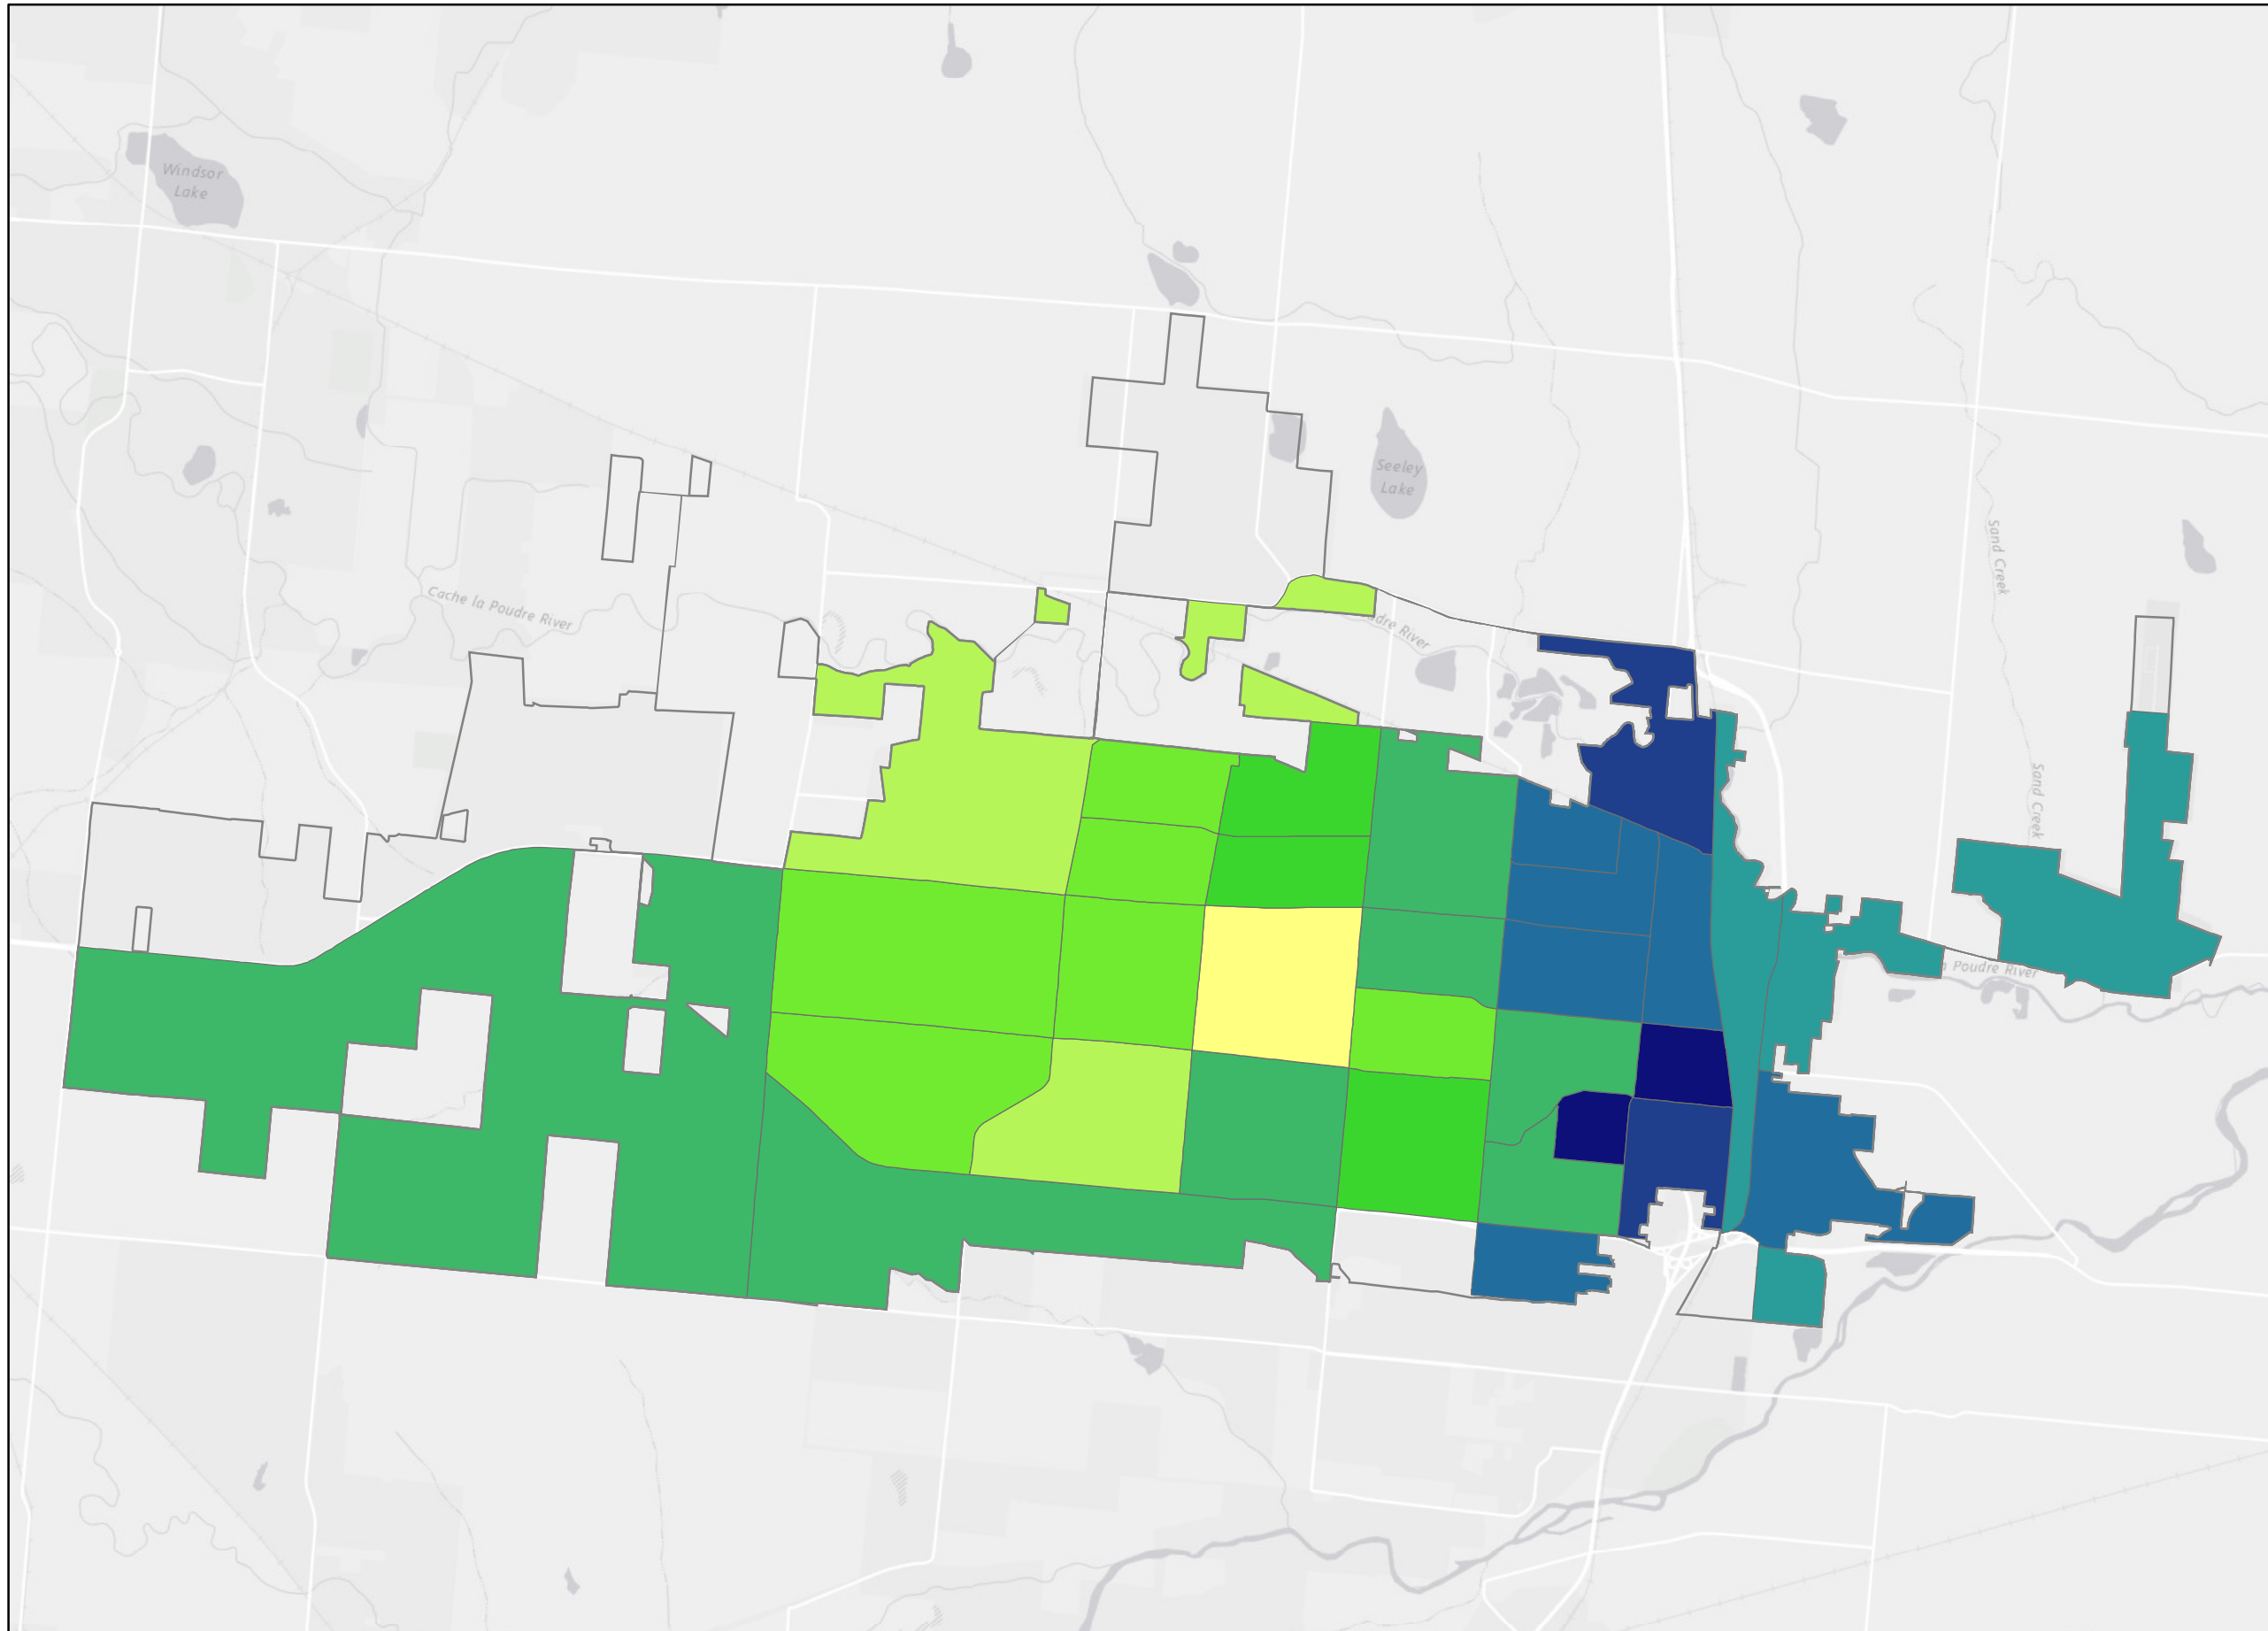 Windsor
Lake
Seeley
Lake
Sand Creek
Cache la Poudre River
dre River
Sand Creek
Poudre River